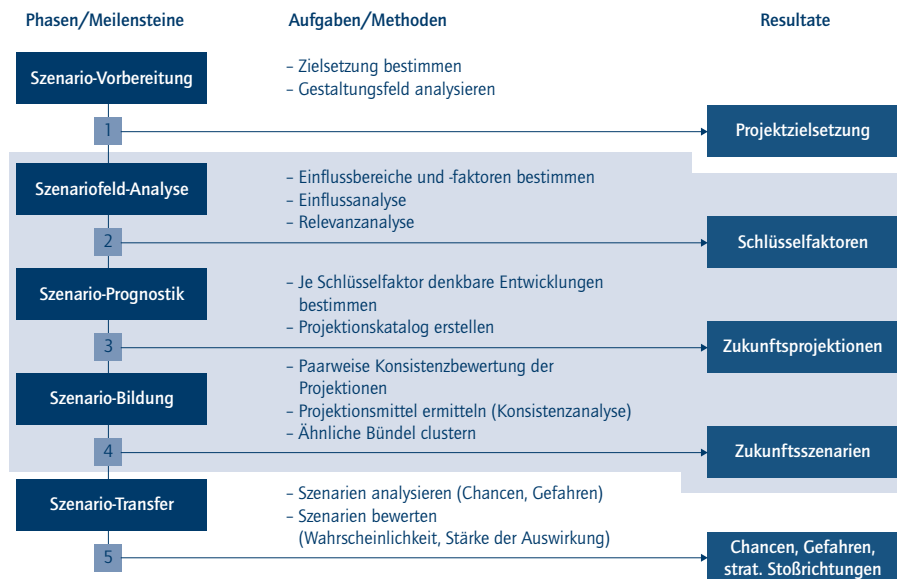 Phasen/Meilensteine
Aufgaben/Methoden
Resultate
Szenario-Vorbereitung
– Zielsetzung bestimmen
– Gestaltungsfeld analysieren
1
Projektzielsetzung
Szenariofeld-Analyse
– Einflussbereiche und -faktoren bestimmen
– Einflussanalyse
– Relevanzanalyse
2
Schlüsselfaktoren
Szenario-Prognostik
– Je Schlüsselfaktor denkbare Entwicklungen
bestimmen
– Projektionskatalog erstellen
3
Zukunftsprojektionen
Szenario-Bildung
– Paarweise Konsistenzbewertung der
Projektionen
– Projektionsmittel ermitteln (Konsistenzanalyse)
– Ähnliche Bündel clustern
4
Zukunftsszenarien
Szenario-Transfer
– Szenarien analysieren (Chancen, Gefahren)
– Szenarien bewerten
(Wahrscheinlichkeit, Stärke der Auswirkung)
5
Chancen, Gefahren,
strat. Stoßrichtungen